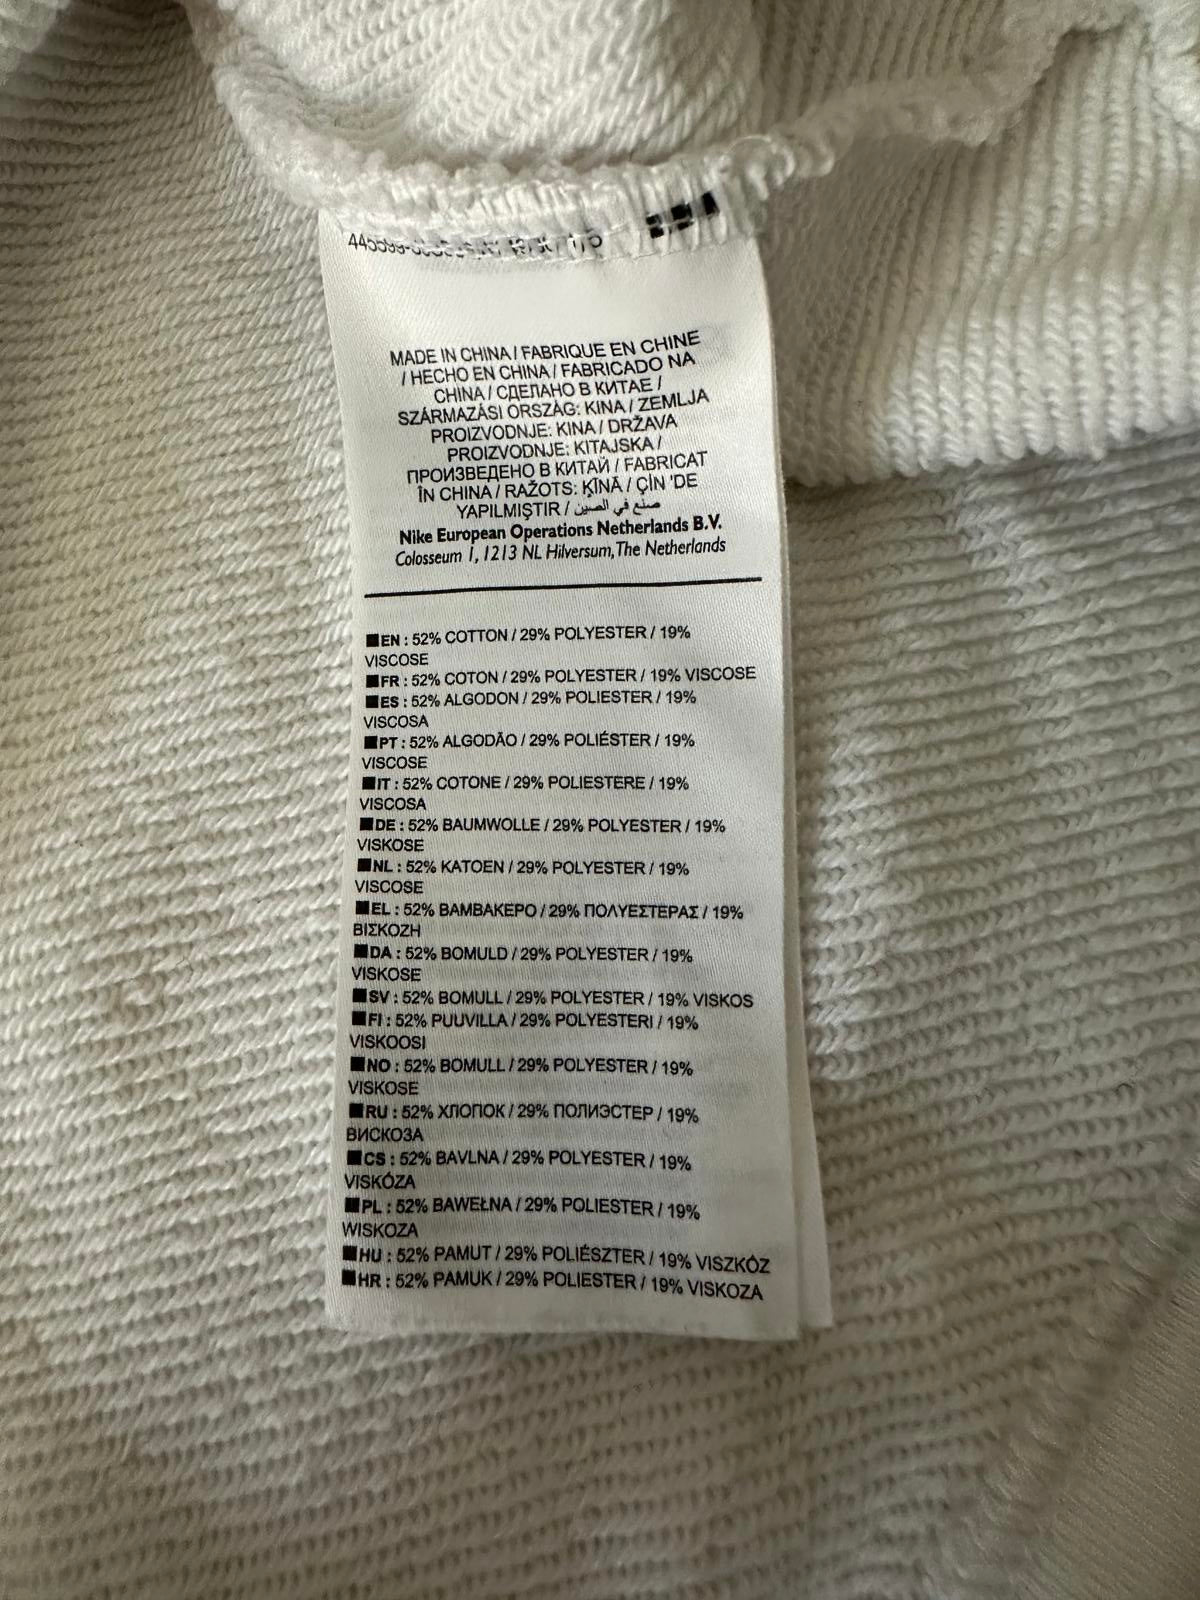 MADE IN CHINA / FABRIQUE EN CHINE
/ HECHO EN CHINA / FABRICADO NA
CHINA / СДЕЛАНО В КИТАЕ /
SZÁRMAZÁSI ORSZÁG: KINA / ZEMLJA
PROIZVODNJE: KINA / DRŽAVA
PROIZVODNJE: KITAJSKA /
ПРОИЗВЕДЕНО В КИТАЙ / FABRICAT
ÎN CHINA / RAŽOTS: ĶĪNĀ / ÇİN 'DE
YAPILMIŞTIR / صنع في الصين
Nike European Operations Netherlands B.V.
Colosseum 1, 1213 NL Hilversum, The Netherlands
■EN : 52% COTTON / 29% POLYESTER / 19%
VISCOSE
■FR : 52% COTON / 29% POLYESTER / 19% VISCOSE
■ES : 52% ALGODON / 29% POLIESTER / 19%
VISCOSA
■PT : 52% ALGODÃO / 29% POLIÉSTER / 19%
VISCOSE
■IT : 52% COTONE / 29% POLIESTERE / 19%
VISCOSA
■DE : 52% BAUMWOLLE / 29% POLYESTER / 19%
VISKOSE
■NL : 52% KATOEN / 29% POLYESTER / 19%
VISCOSE
■EL : 52% ΒΑΜΒΑΚΕΡΟ / 29% ΠΟΛΥΕΣΤΕΡΑΣ / 19%
ΒΙΣΚΟΖΗ
■DA : 52% BOMULD / 29% POLYESTER / 19%
VISKOSE
■SV : 52% BOMULL / 29% POLYESTER / 19% VISKOS
■FI : 52% PUUVILLA / 29% POLYESTERI / 19%
VISKOOSI
■NO : 52% BOMULL / 29% POLYESTER / 19%
VISKOSE
■RU : 52% ХЛОПОК / 29% ПОЛИЭСТЕР / 19%
ВИСКОЗА
■CS : 52% BAVLNA / 29% POLYESTER / 19%
VISKÓZA
■PL : 52% BAWEŁNA / 29% POLIESTER / 19%
WISKOZA
■HU : 52% PAMUT / 29% POLIÉSZTER / 19% VISZKÓZ
■HR : 52% PAMUK / 29% POLIESTER / 19% VISKOZA